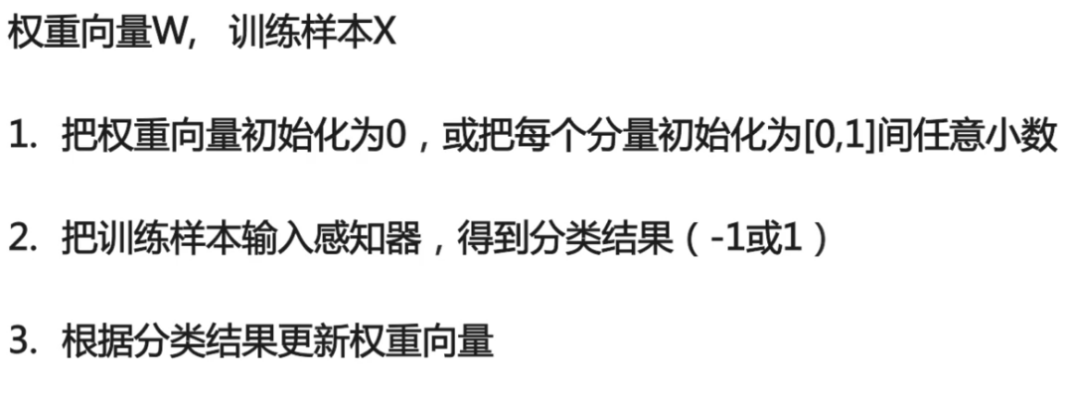 权重向量W,  训练样本X
1. 把权重向量初始化为0，或把每个分量初始化为[0,1]间任意小数
2. 把训练样本输入感知器，得到分类结果（-1或1）
3. 根据分类结果更新权重向量